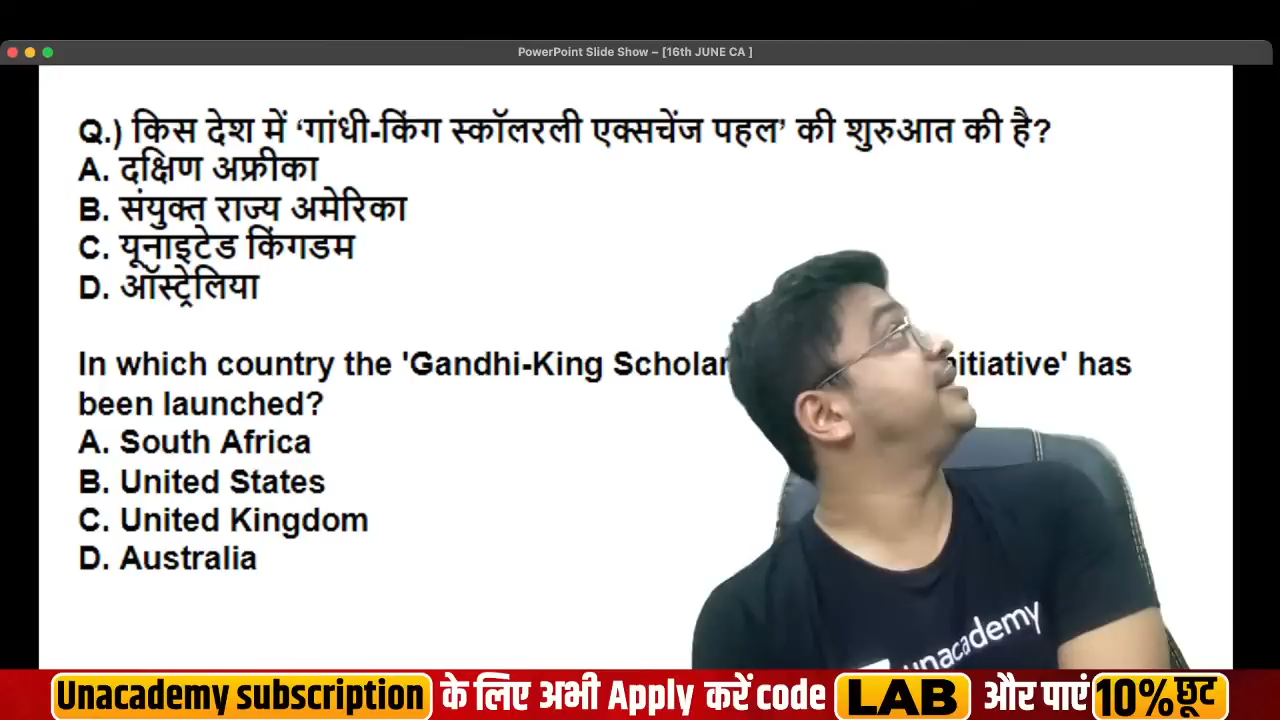 PowerPoint Slide Show – [16th JUNE CA ]
Q.) किस देश में ‘गांधी-किंग स्कॉलरली एक्सचेंज पहल’ की शुरुआत की है?
A. दक्षिण अफ्रीका
B. संयुक्त राज्य अमेरिका
C. यूनाइटेड किंगडम
D. ऑस्ट्रेलिया
In which country the 'Gandhi-King has
been launched?
A. South Africa
B. United States
C. United Kingdom
D. Australia
unacademy
Unacademy subscription के लिए अभी Apply करें code LAB और पाएं 10% छूट